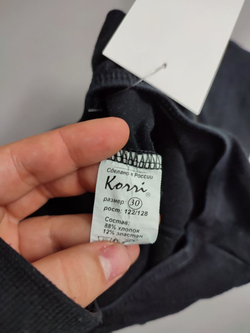 Сделано в России
Korri
размер 30
рост: 122/128
Состав:
88% хлопок
12% эластан